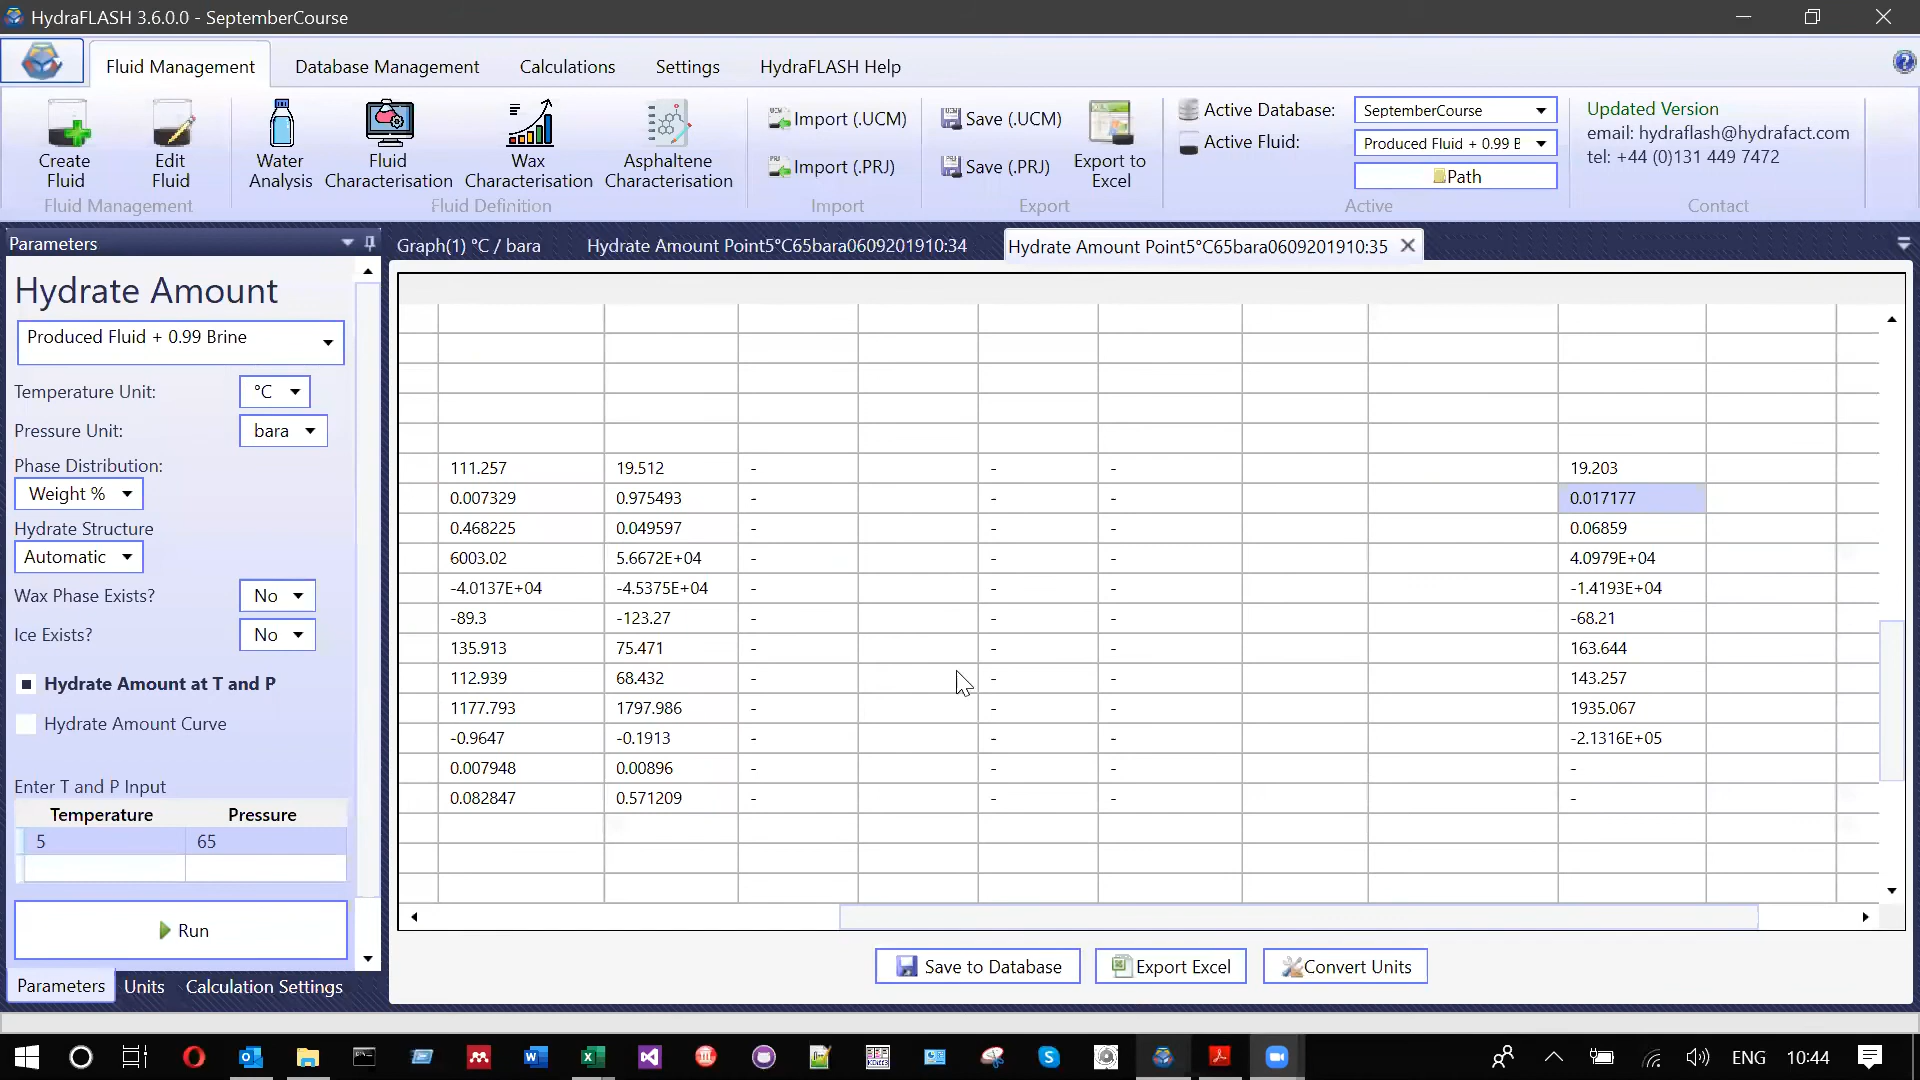 HydraFLASH 3.6.0.0 - SeptemberCourse
Fluid Management
Database Management
Calculations
Settings
HydraFLASH Help
Create Fluid
Edit Fluid
Fluid Management
Water Analysis
Fluid Characterisation
Wax Characterisation
Asphaltene Characterisation
Fluid Definition
Import (.UCM)
Import (.PRJ)
Import
Save (.UCM)
Save (.PRJ)
Export to Excel
Export
Active Database: SeptemberCourse
Active Fluid: Produced Fluid + 0.99 B
Path
Active
Updated Version
email: hydraflash@hydrafact.com
tel: +44 (0)131 449 7472
Contact
Parameters
Graph(1) °C / bara
Hydrate Amount Point5°C65bara0609201910:34
Hydrate Amount Point5°C65bara0609201910:35
Hydrate Amount
Produced Fluid + 0.99 Brine
Temperature Unit: °C
Pressure Unit: bara
Phase Distribution:
Weight %
Hydrate Structure
Automatic
Wax Phase Exists? No
Ice Exists? No
Hydrate Amount at T and P
Hydrate Amount Curve
Enter T and P Input
Temperature Pressure
5 65
Run
Parameters Units Calculation Settings
111.257 19.512 - - - 19.203
0.007329 0.975493 - - - 0.017177
0.468225 0.049597 - - - 0.06859
6003.02 5.6672E+04 - - - 4.0979E+04
-4.0137E+04 -4.5375E+04 - - - -1.4193E+04
-89.3 -123.27 - - - -68.21
135.913 75.471 - - - 163.644
112.939 68.432 - - - 143.257
1177.793 1797.986 - - - 1935.067
-0.9647 -0.1913 - - - -2.1316E+05
0.007948 0.00896 - - - -
0.082847 0.571209 - - - -
Save to Database
Export Excel
Convert Units
ENG 10:44